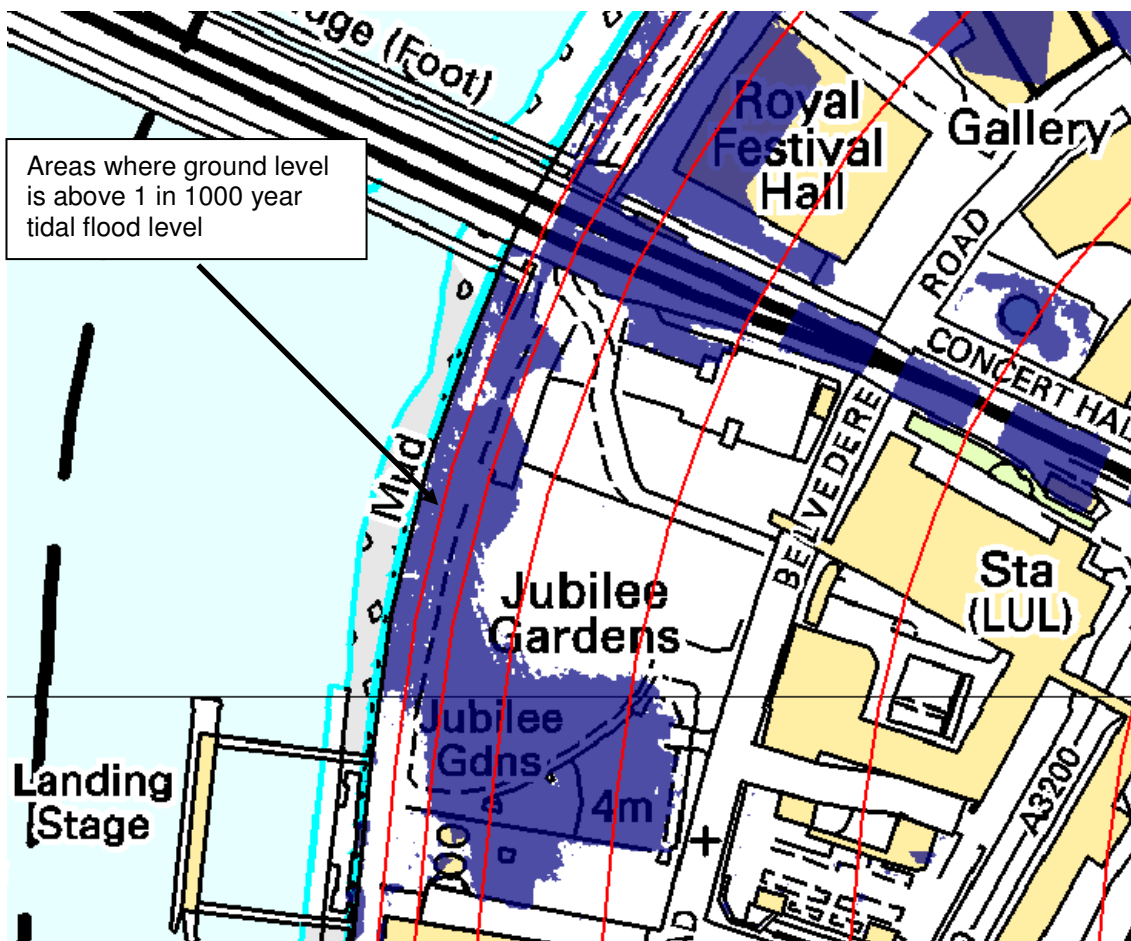 (Foot)
Areas where ground level
is above 1 in 1000 year
tidal flood level
Royal
Festival
Hall
Gallery
ROAD
CONCERT HAL
BELVEDERE
Mud
Sta
(LUL)
Jubilee
Gardens
Jubilee
Gdns
4m
Landing
Stage
A3200